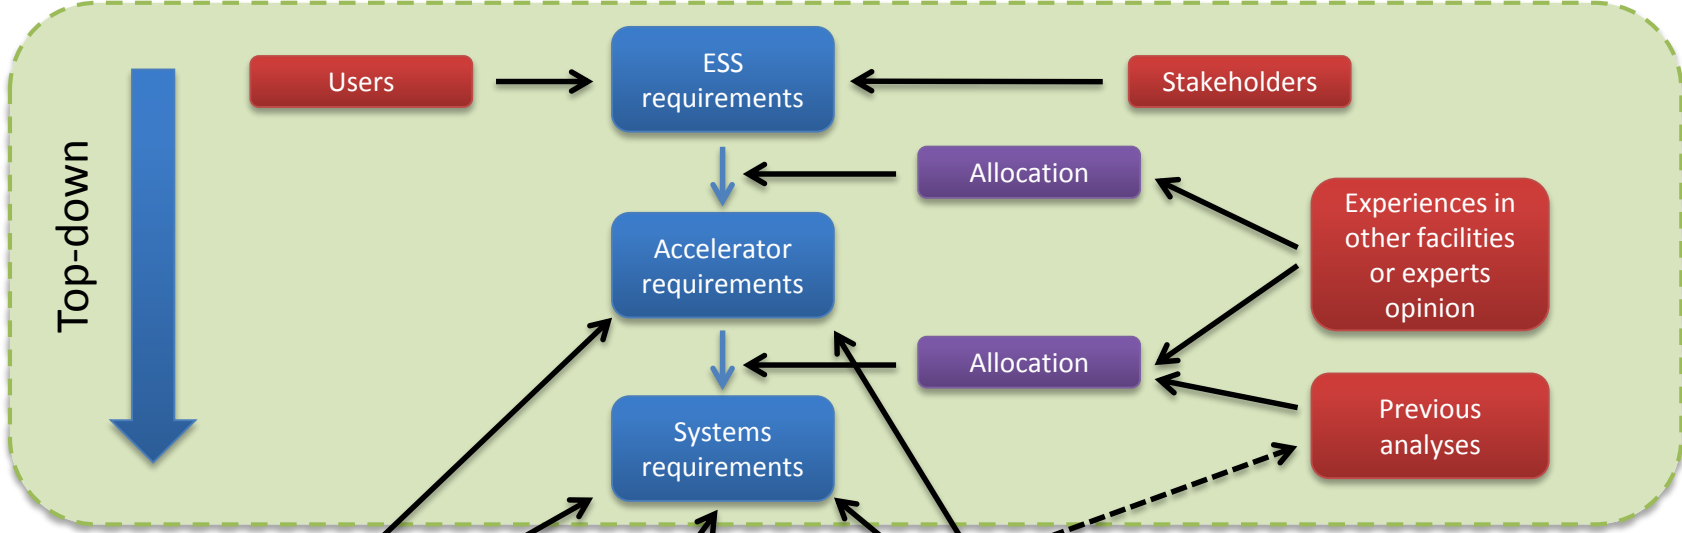 Top-down
Users
ESS
requirements
Stakeholders
Allocation
Accelerator
requirements
Experiences in
other facilities
or experts
opinion
Allocation
Systems
requirements
Previous
analyses